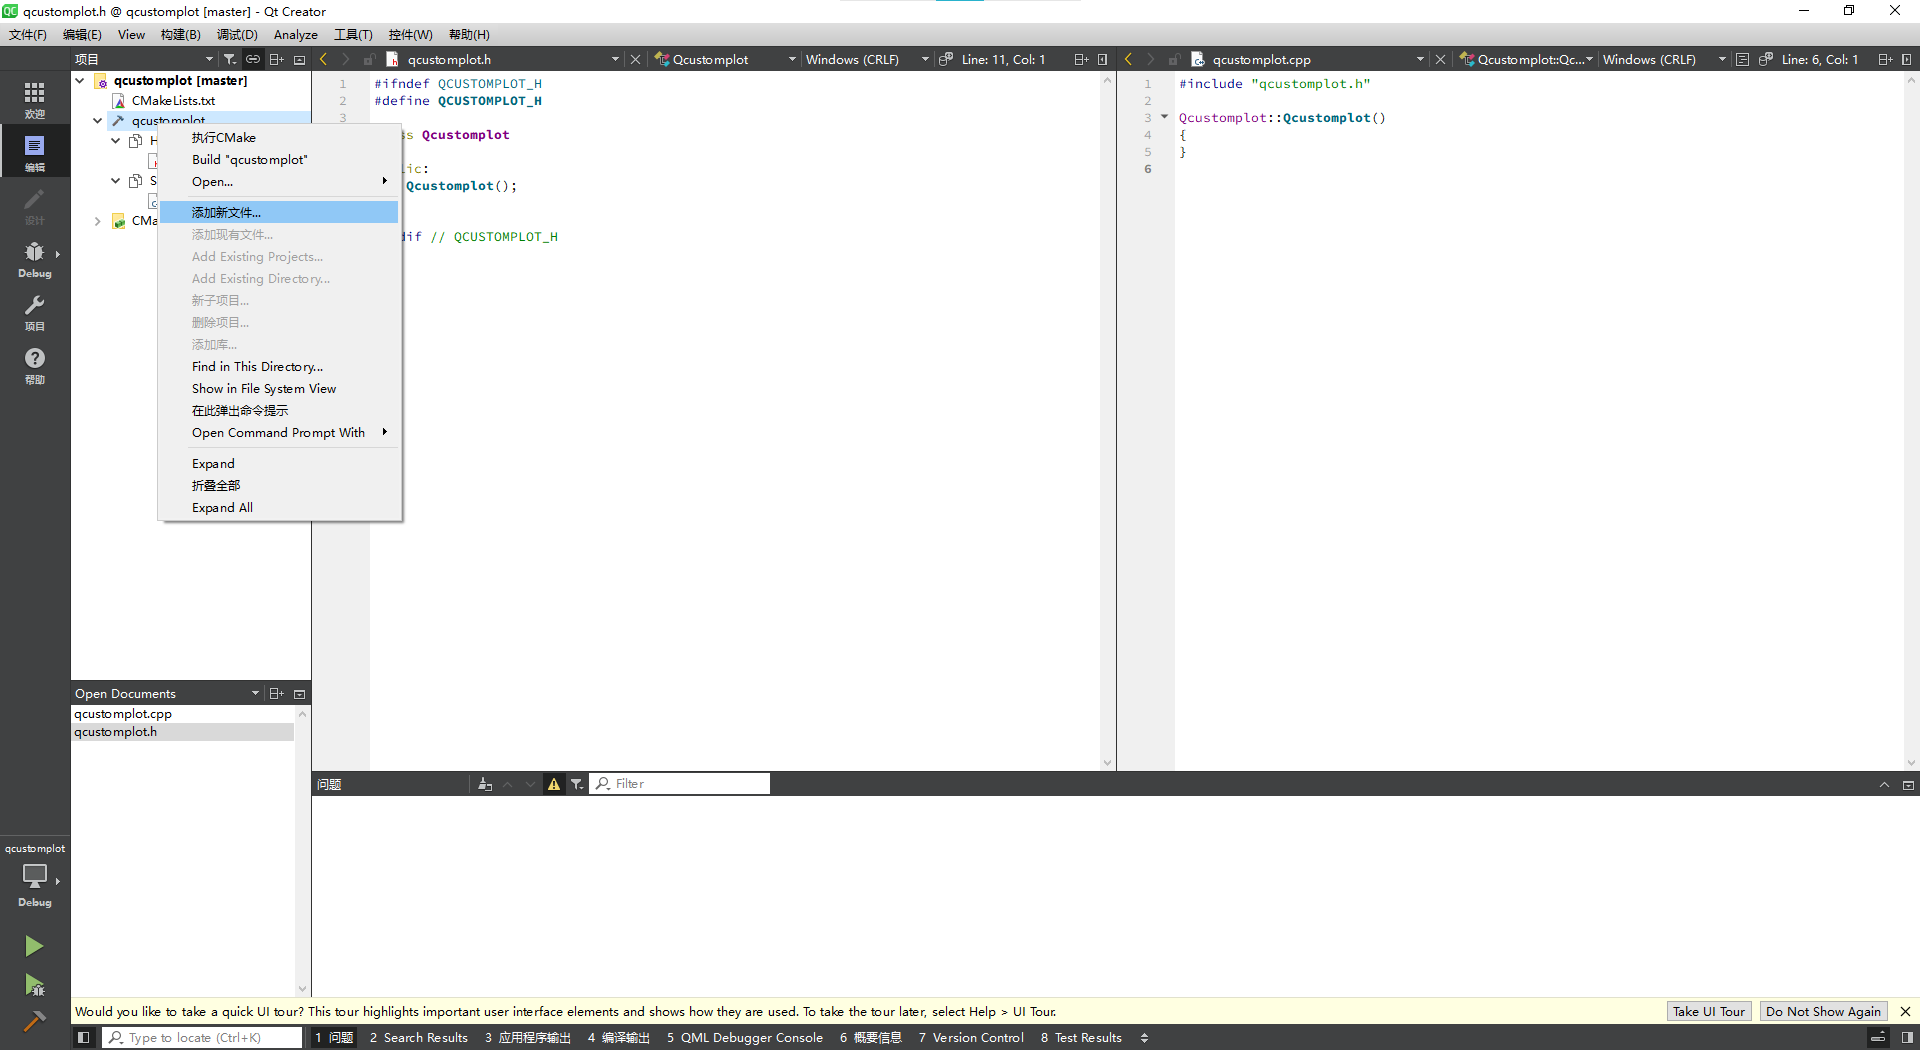 qcustomplot.h @ qcustomplot [master] - Qt Creator
文件(F) 编辑(E) View 构建(B) 调试(D) Analyze 工具(T) 控件(W) 帮助(H)
项目 qcustomplot.h Qcustomplot Windows (CRLF) Line: 11, Col: 1 qcustomplot.cpp Qcustomplot::Qc... Windows (CRLF) Line: 6, Col: 1
欢迎
编辑
设计
Debug
项目
帮助
qcustomplot [master]
CMakeLists.txt
qcustomplot
H
S
CMa
执行CMake
Build "qcustomplot"
Open...
添加新文件...
添加现有文件...
Add Existing Projects...
Add Existing Directory...
新子项目...
删除项目...
添加库...
Find in This Directory...
Show in File System View
在此弹出命令提示
Open Command Prompt With
Expand
折叠全部
Expand All
1 #ifndef QCUSTOMPLOT_H
2 #define QCUSTOMPLOT_H
3
s Qcustomplot
lic:
Qcustomplot();
dif // QCUSTOMPLOT_H
1 #include "qcustomplot.h"
2
3 Qcustomplot::Qcustomplot()
4 {
5 }
6
Open Documents
qcustomplot.cpp
qcustomplot.h
问题 Filter
qcustomplot
Debug
Would you like to take a quick UI tour? This tour highlights important user interface elements and shows how they are used. To take the tour later, select Help > UI Tour. Take UI Tour Do Not Show Again
Type to locate (Ctrl+K) 1 问题 2 Search Results 3 应用程序输出 4 编译输出 5 QML Debugger Console 6 概要信息 7 Version Control 8 Test Results